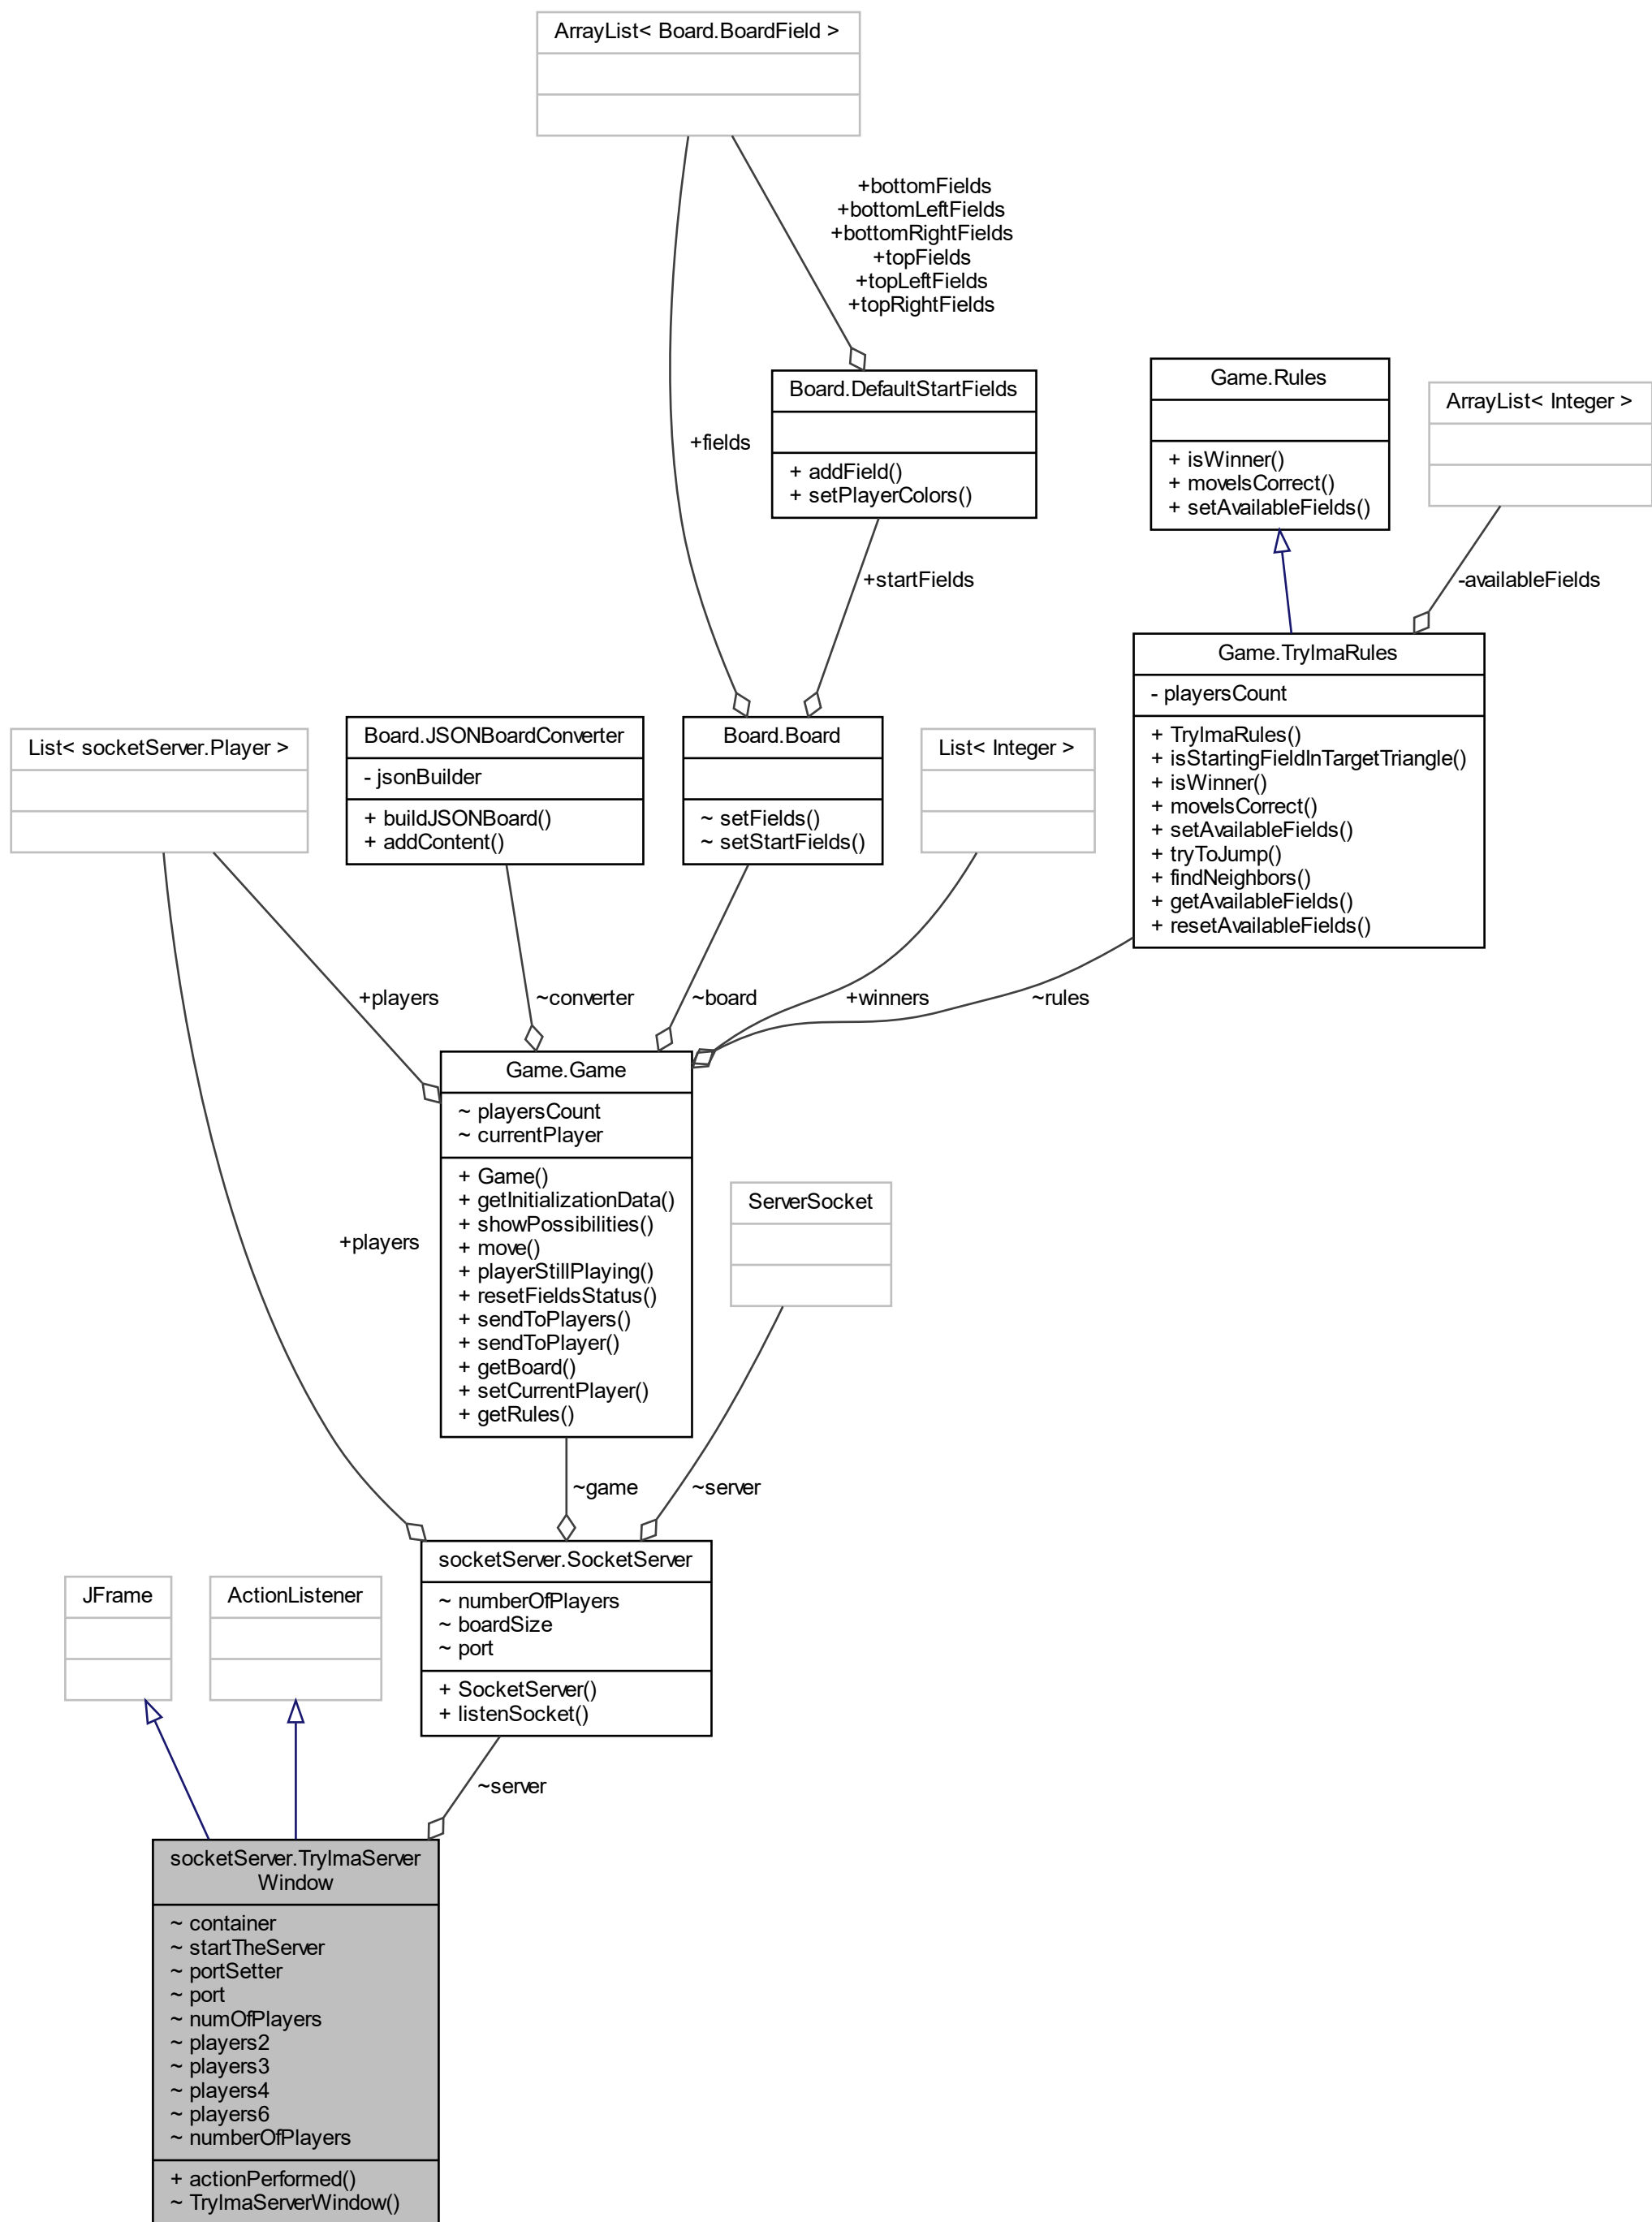 ArrayList< Board.BoardField >
+bottomFields
+bottomLeftFields
+bottomRightFields
+topFields
+topLeftFields
+topRightFields
+fields
Board.DefaultStartFields
+ addField()
+ setPlayerColors()
Game.Rules
+ isWinner()
+ moveIsCorrect()
+ setAvailableFields()
ArrayList< Integer >
+startFields
-availableFields
Game.TrylmaRules
- playersCount
+ TrylmaRules()
+ isStartingFieldInTargetTriangle()
+ isWinner()
+ moveIsCorrect()
+ setAvailableFields()
+ tryToJump()
+ findNeighbors()
+ getAvailableFields()
+ resetAvailableFields()
List< socketServer.Player >
Board.JSONBoardConverter
- jsonBuilder
+ buildJSONBoard()
+ addContent()
Board.Board
~ setFields()
~ setStartFields()
List< Integer >
+players
~converter
~board
+winners
~rules
Game.Game
~ playersCount
~ currentPlayer
+ Game()
+ getInitializationData()
+ showPossibilities()
+ move()
+ playerStillPlaying()
+ resetFieldsStatus()
+ sendToPlayers()
+ sendToPlayer()
+ getBoard()
+ setCurrentPlayer()
+ getRules()
ServerSocket
+players
~game
~server
socketServer.SocketServer
~ numberOfPlayers
~ boardSize
~ port
+ SocketServer()
+ listenSocket()
JFrame
ActionListener
~server
socketServer.TrylmaServer
Window
~ container
~ startTheServer
~ portSetter
~ port
~ numOfPlayers
~ players2
~ players3
~ players4
~ players6
~ numberOfPlayers
+ actionPerformed()
~ TrylmaServerWindow()